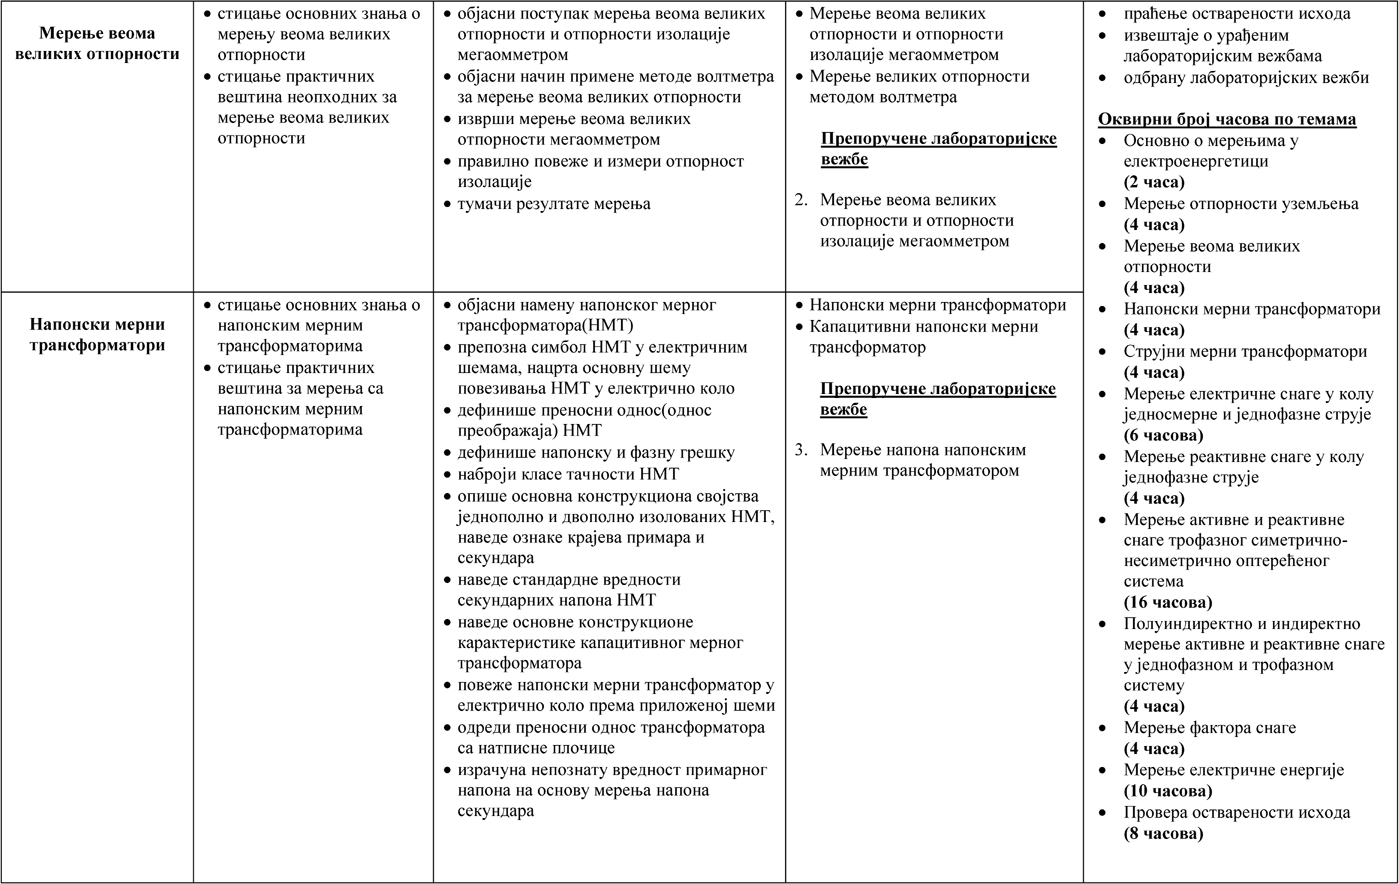 Мерење веома
великих отпорности
• стицање основних знања о
мерењу веома великих
отпорности
• стицање практичних
вештина неопходних за
мерење веома великих
отпорности
• објасни поступак мерења веома великих
отпорности и отпорности изолације
мегаомметром
• објасни начин примене методе волтметра
за мерење веома великих отпорности
• изврши мерење веома великих
отпорности мегаомметром
• правилно повеже и измери отпорност
изолације
• тумачи резултате мерења
• Мерење веома великих
отпорности и отпорности
изолације мегаомметром
• Мерење великих отпорности
методом волтметра
Препоручене лабораторијске
вежбе
2. Мерење веома великих
отпорности и отпорности
изолације мегаомметром
Напонски мерни
трансформатори
• стицање основних знања о
напонским мерним
трансформаторима
• стицање практичних
вештина за мерења са
напонским мерним
трансформаторима
• објасни намену напонског мерног
трансформатора(НМТ)
• препозна симбол НМТ у електричним
шемама, нацрта основну шему
повезивања НМТ у електрично коло
• дефинише преносни однос(однос
преображаја) НМТ
• дефинише напонску и фазну грешку
• наброји класе тачности НМТ
• опише основна конструкциона својства
једнополно и двополно изолованих НМТ,
наведе ознаке крајева примара и
секундара
• наведе стандардне вредности
секундарних напона НМТ
• наведе основне конструкционе
карактеристике капацитивног мерног
трансформатора
• повеже напонски мерни трансформатор у
електрично коло према приложеној шеми
• одреди преносни однос трансформатора
са натписне плочице
• израчуна непознату вредност примарног
напона на основу мерења напона
секундара
• Напонски мерни трансформатори
• Капацитивни напонски мерни
трансформатор
Препоручене лабораторијске
вежбе
3. Мерење напона напонским
мерним трансформатором
• праћење остварености исхода
• извештаје о урађеним
лабораторијским вежбама
• одбрану лабораторијских вежби
Оквирни број часова по темама
• Основно о мерењима у
електроенергетици
(2 часа)
• Мерење отпорности уземљења
(4 часа)
• Мерење веома великих
отпорности
(4 часа)
• Напонски мерни трансформатори
(4 часа)
• Струјни мерни трансформатори
(4 часа)
• Мерење електричне снаге у колу
једносмерне и једнофазне струје
(6 часова)
• Мерење реактивне снаге у колу
једнофазне струје
(4 часа)
• Мерење активне и реактивне
снаге трофазног симетрично-
несиметрично оптерећеног
система
(16 часова)
• Полуиндиректно и индиректно
мерење активне и реактивне снаге
у једнофазном и трофазном
систему
(4 часа)
• Мерење фактора снаге
(4 часа)
• Мерење електричне енергије
(10 часова)
• Провера остварености исхода
(8 часова)